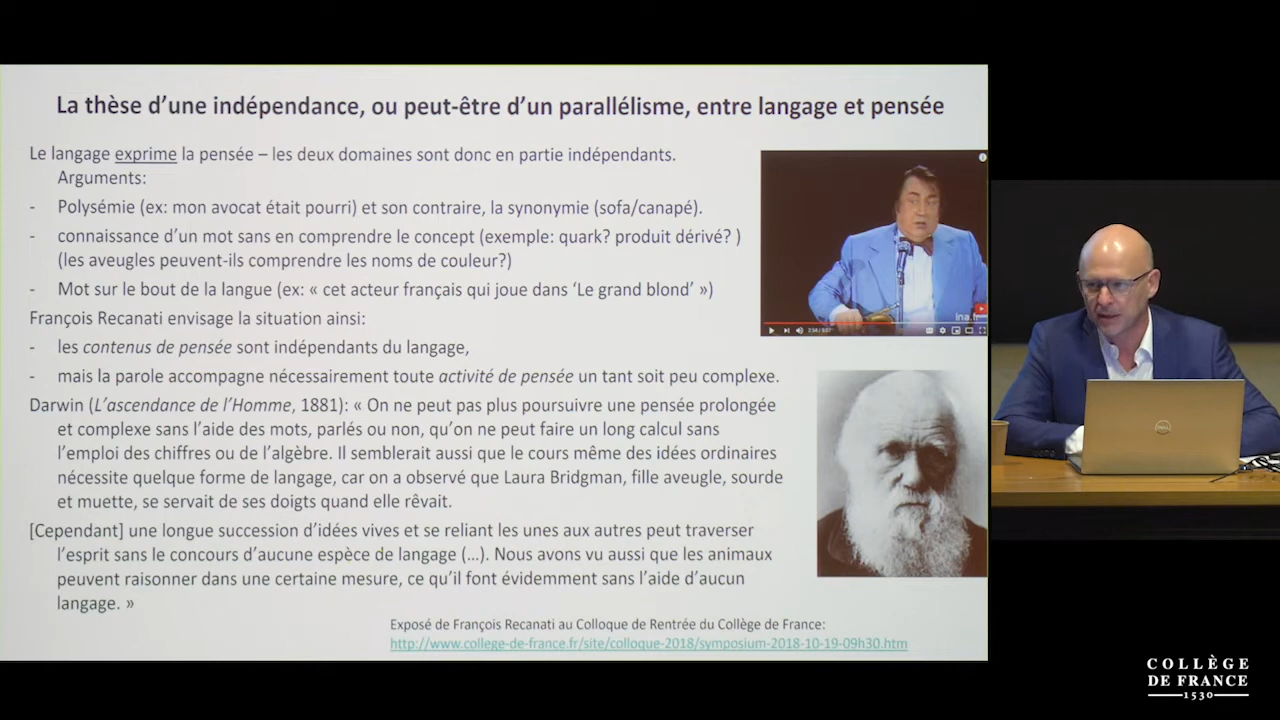 La thèse d’une indépendance, ou peut-être d’un parallélisme, entre langage et pensée
Le langage exprime la pensée – les deux domaines sont donc en partie indépendants.
Arguments:
- Polysémie (ex: mon avocat était pourri) et son contraire, la synonymie (sofa/canapé).
- connaissance d’un mot sans en comprendre le concept (exemple: quark? produit dérivé? )
(les aveugles peuvent-ils comprendre les noms de couleur?)
- Mot sur le bout de la langue (ex: « cet acteur français qui joue dans ‘Le grand blond’ »)
François Recanati envisage la situation ainsi:
- les contenus de pensée sont indépendants du langage,
- mais la parole accompagne nécessairement toute activité de pensée un tant soit peu complexe.
Darwin (L’ascendance de l’Homme, 1881): « On ne peut pas plus poursuivre une pensée prolongée
et complexe sans l’aide des mots, parlés ou non, qu’on ne peut faire un long calcul sans
l’emploi des chiffres ou de l’algèbre. Il semblerait aussi que le cours même des idées ordinaires
nécessite quelque forme de langage, car on a observé que Laura Bridgman, fille aveugle, sourde
et muette, se servait de ses doigts quand elle rêvait.
[Cependant] une longue succession d’idées vives et se reliant les unes aux autres peut traverser
l’esprit sans le concours d’aucune espèce de langage (…). Nous avons vu aussi que les animaux
peuvent raisonner dans une certaine mesure, ce qu’il font évidemment sans l’aide d’aucun
langage. »
Exposé de François Recanati au Colloque de Rentrée du Collège de France:
http://www.college-de-france.fr/site/colloque-2018/symposium-2018-10-19-09h30.htm
ina.fr
DELL
COLLÈGE
DE FRANCE
1530